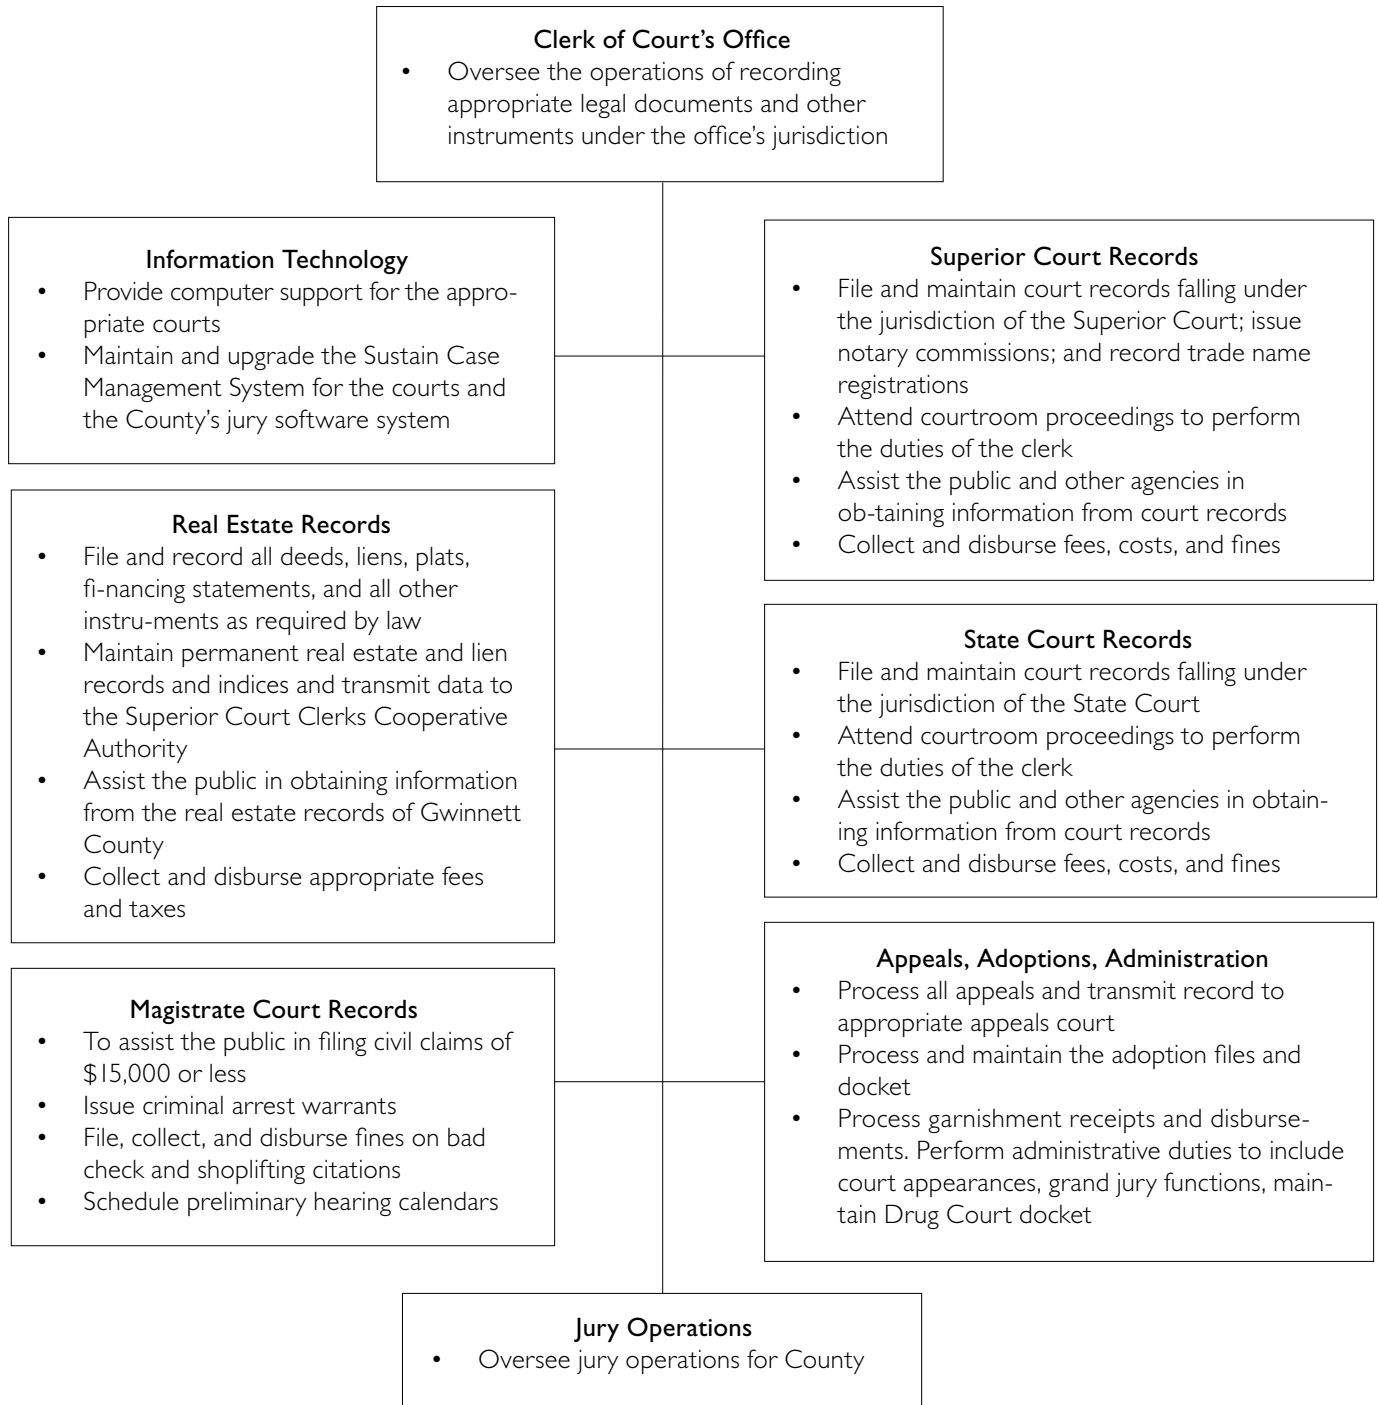 Clerk of Court's Office
• Oversee the operations of recording
appropriate legal documents and other
instruments under the office's jurisdiction
Information Technology
• Provide computer support for the appro-
priate courts
• Maintain and upgrade the Sustain Case
Management System for the courts and
the County's jury software system
Real Estate Records
• File and record all deeds, liens, plats,
fi-nancing statements, and all other
instru-ments as required by law
• Maintain permanent real estate and lien
records and indices and transmit data to
the Superior Court Clerks Cooperative
Authority
• Assist the public in obtaining information
from the real estate records of Gwinnett
County
• Collect and disburse appropriate fees
and taxes
Magistrate Court Records
• To assist the public in filing civil claims of
$15,000 or less
• Issue criminal arrest warrants
• File, collect, and disburse fines on bad
check and shoplifting citations
• Schedule preliminary hearing calendars
Superior Court Records
• File and maintain court records falling under
the jurisdiction of the Superior Court; issue
notary commissions; and record trade name
registrations
• Attend courtroom proceedings to perform
the duties of the clerk
• Assist the public and other agencies in
ob-taining information from court records
• Collect and disburse fees, costs, and fines
State Court Records
• File and maintain court records falling under
the jurisdiction of the State Court
• Attend courtroom proceedings to perform
the duties of the clerk
• Assist the public and other agencies in obtain-
ing information from court records
• Collect and disburse fees, costs, and fines
Appeals, Adoptions, Administration
• Process all appeals and transmit record to
appropriate appeals court
• Process and maintain the adoption files and
docket
• Process garnishment receipts and disburse-
ments. Perform administrative duties to include
court appearances, grand jury functions, main-
tain Drug Court docket
Jury Operations
• Oversee jury operations for County